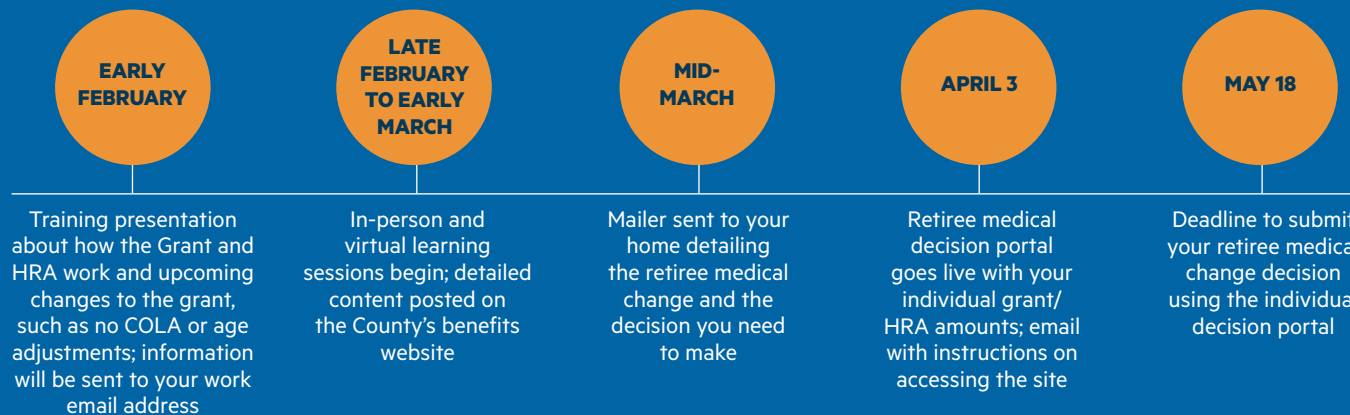 EARLY
FEBRUARY
Training presentation
about how the Grant and
HRA work and upcoming
changes to the grant,
such as no COLA or age
adjustments; information
will be sent to your work
email address
LATE
FEBRUARY
TO EARLY
MARCH
In-person and
virtual learning
sessions begin; detailed
content posted on
the County’s benefits
website
MID-
MARCH
Mailer sent to your
home detailing
the retiree medical
change and the
decision you need
to make
APRIL 3
Retiree medical
decision portal
goes live with your
individual grant/
HRA amounts; email
with instructions on
accessing the site
MAY 18
Deadline to submit
your retiree medica
change decision
using the individua
decision portal